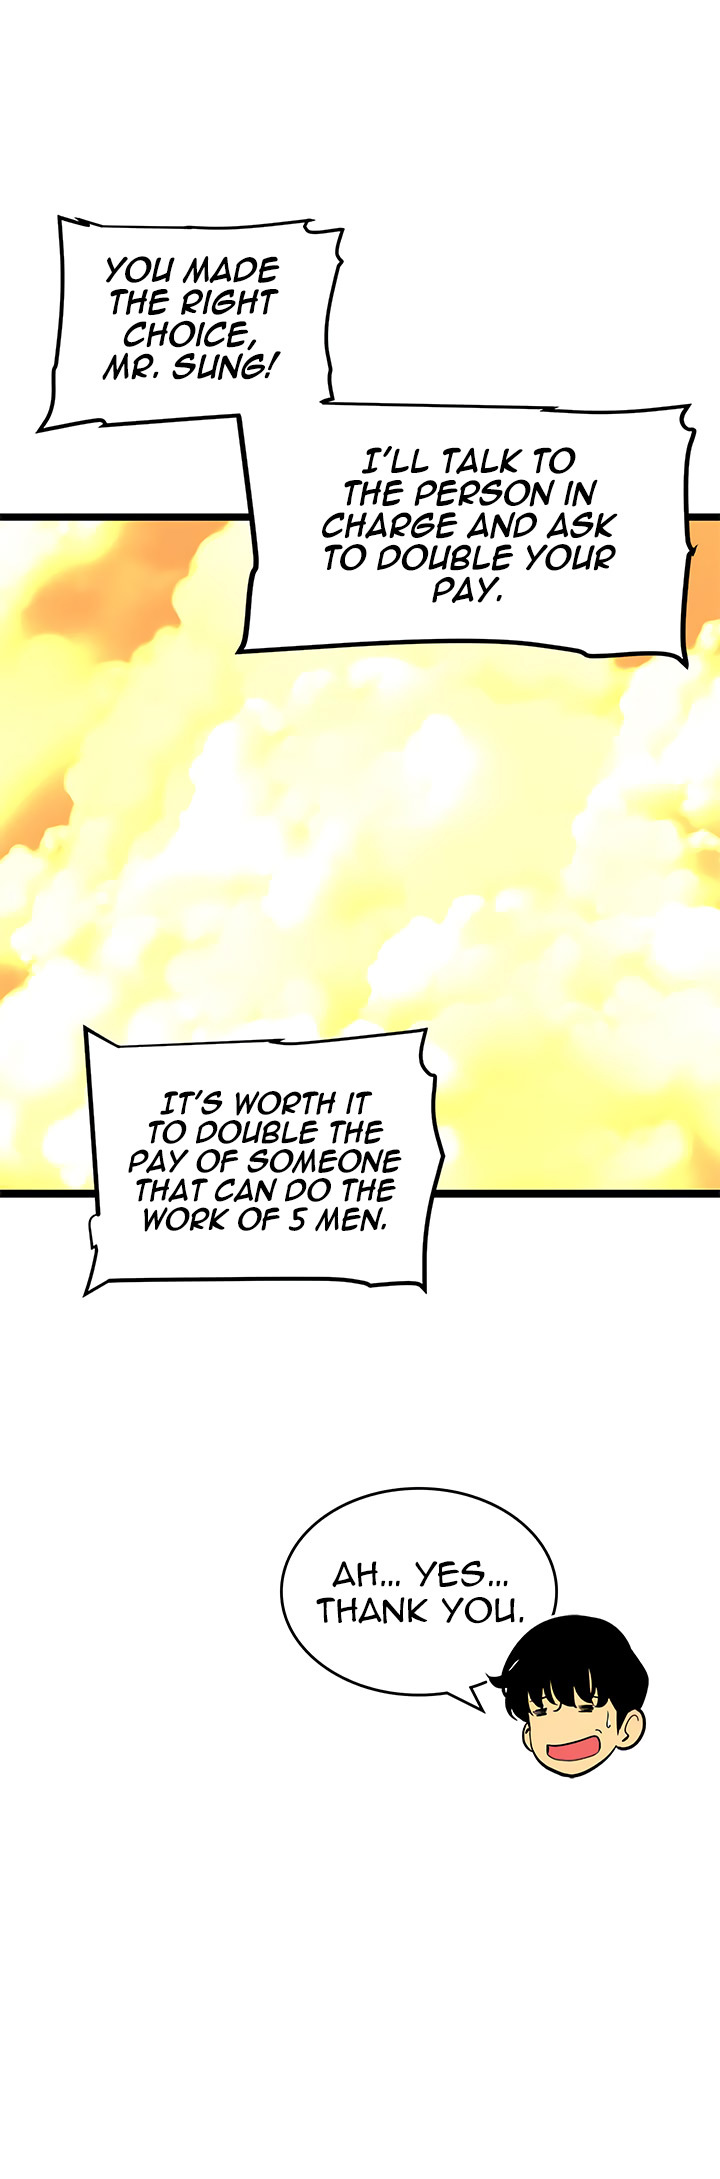 YOU MADE
THE RIGHT
CHOICE,
MR. SUNG!
I'LL TALK TO
THE PERSON IN
CHARGE AND ASK
TO DOUBLE YOUR
PAY.
IT'S WORTH IT
TO DOUBLE THE
PAY OF SOMEONE
THAT CAN DO THE
WORK OF 5 MEN.
AH... YES...
THANK YOU.